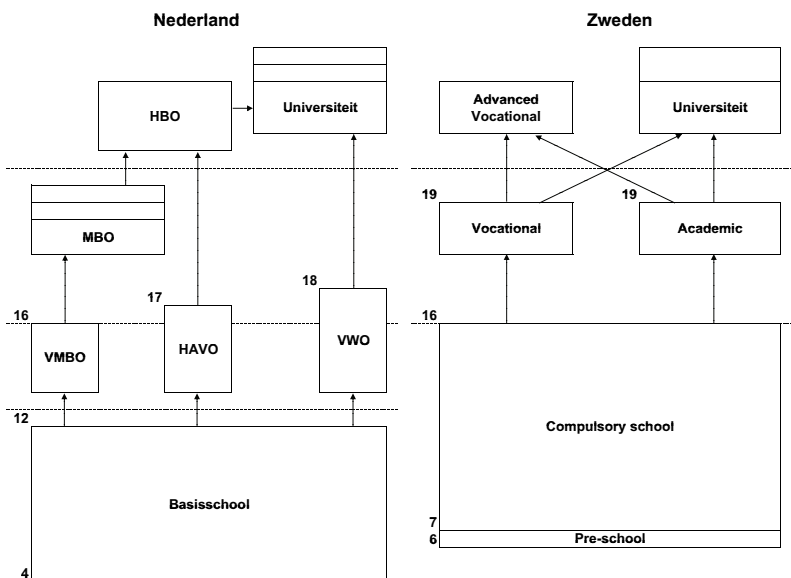 Nederland
HBO
Universiteit
MBO
16
17
18
VMBO
HAVO
VWO
12
Basisschool
4
Zweden
Advanced
Vocational
Universiteit
19
19
Vocational
Academic
16
Compulsory school
7
6
Pre-school